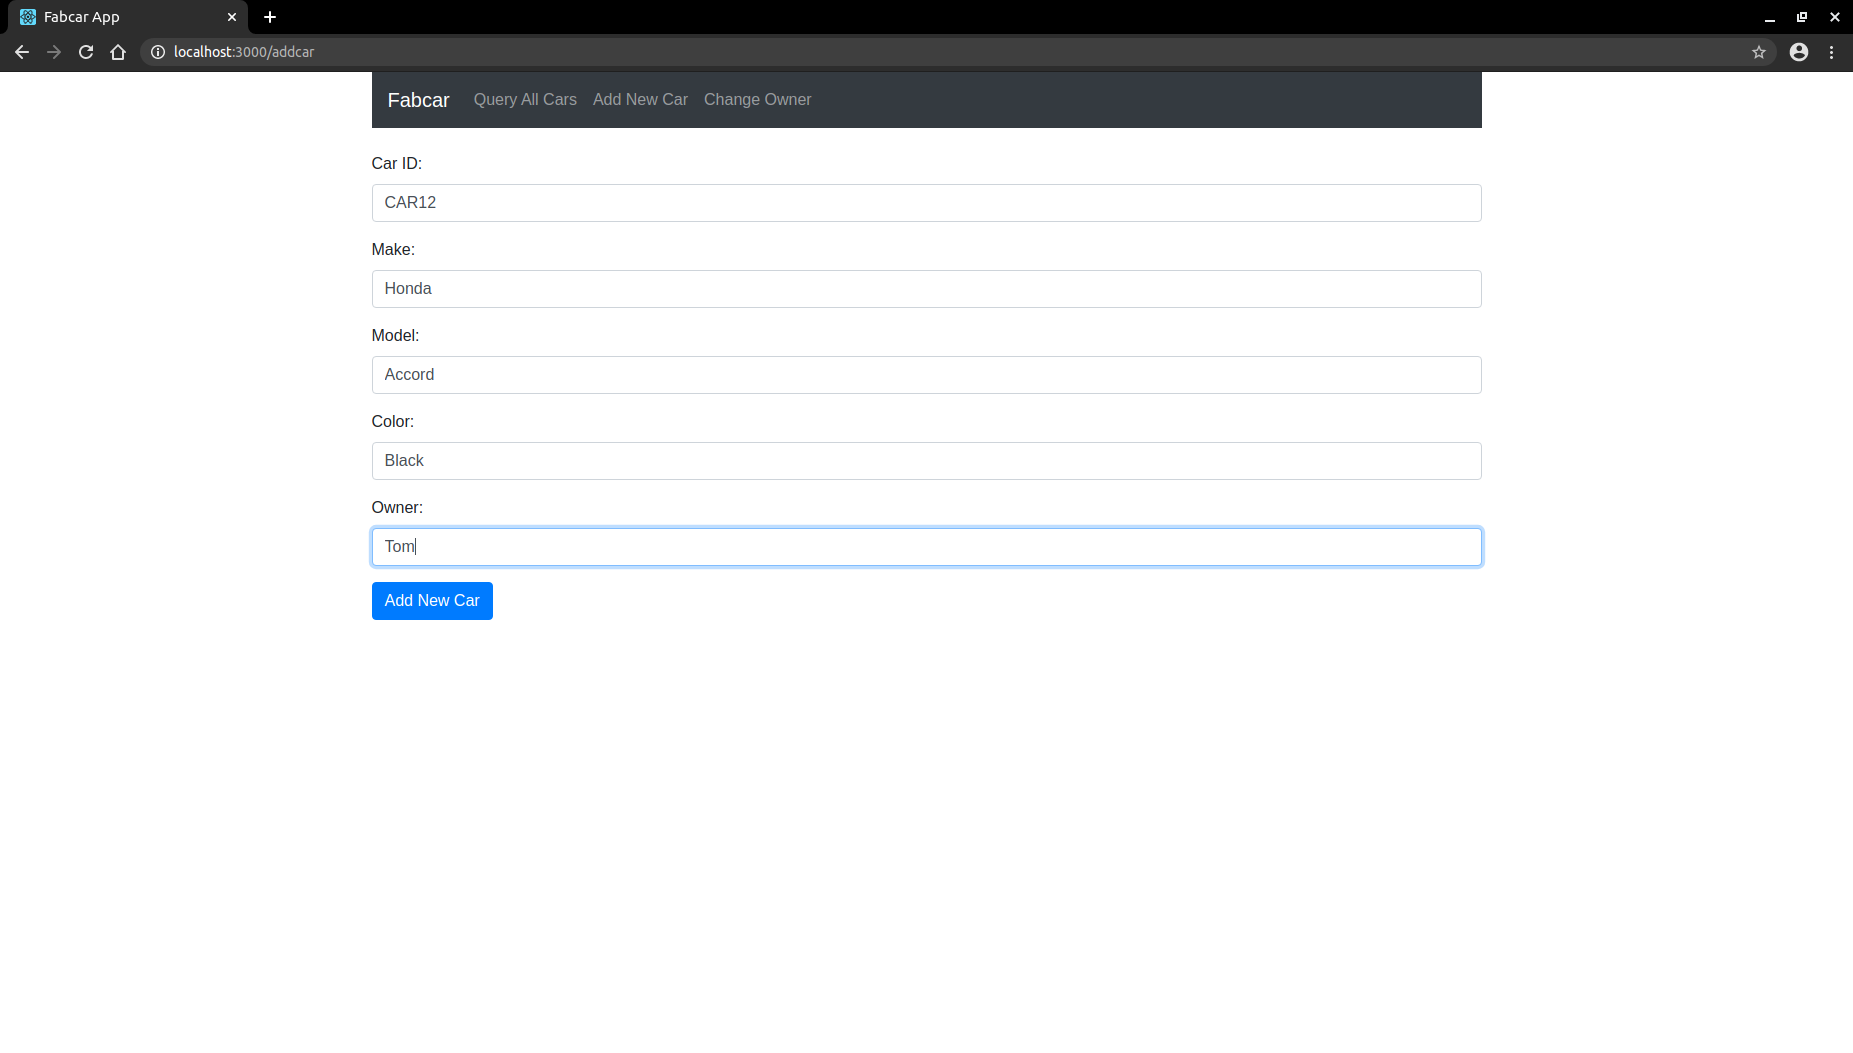 Fabcar App
localhost:3000/addcar
Fabcar Query All Cars Add New Car Change Owner
Car ID:
CAR12
Make:
Honda
Model:
Accord
Color:
Black
Owner:
Tom
Add New Car